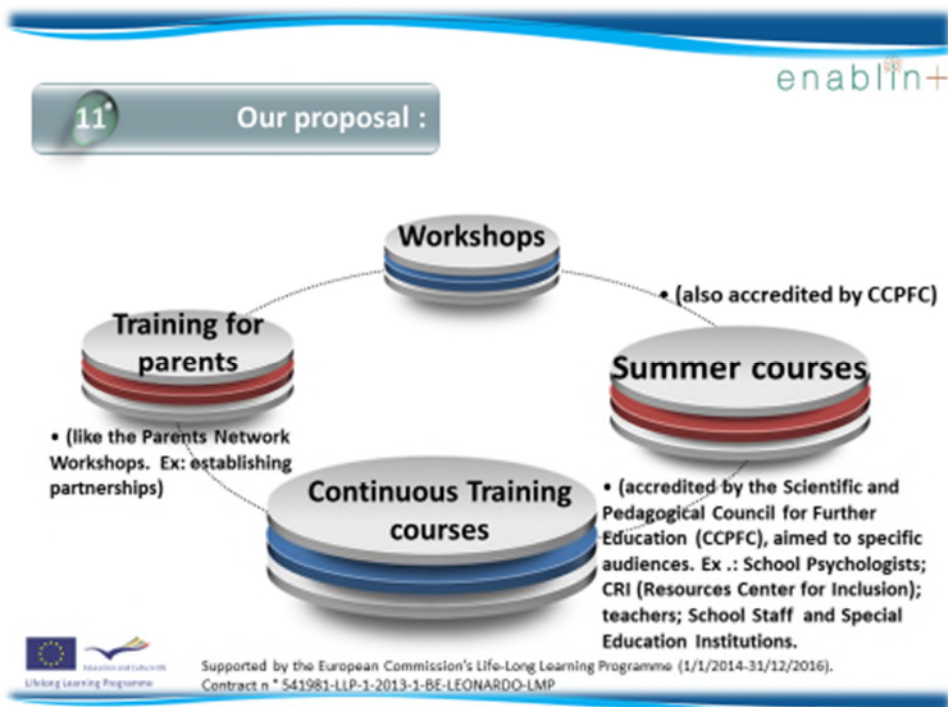 enablin+
11°
Our proposal :
Workshops
• (also accredited by CCPFC)
Training for
parents
Summer courses
• (like the Parents Network
Workshops. Ex: establishing
partnerships)
Continuous Training
courses
• (accredited by the Scientific and
Pedagogical Council for Further
Education (CCPFC), aimed to specific
audiences. Ex .: School Psychologists;
CRI (Resources Center for Inclusion);
teachers; School Staff and Special
Education Institutions.
Education and Culture DG
Lifelong Learning Programme
Supported by the European Commission's Life-Long Learning Programme (1/1/2014-31/12/2016).
Contract n ° 541981-LLP-1-2013-1-BE-LEONARDO-LMP